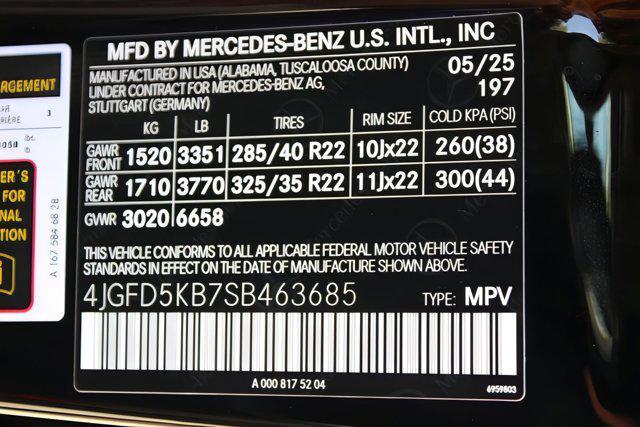 MFD BY MERCEDES-BENZ U.S. INTL., INC
MANUFACTURED IN USA (ALABAMA, TUSCALOOSA COUNTY) 05/25
UNDER CONTRACT FOR MERCEDES-BENZ AG, 197
STUTTGART (GERMANY)
KG LB TIRES RIM SIZE COLD KPA (PSI)
GAWR FRONT 1520 3351 285/40 R22 10Jx22 260(38)
GAWR REAR 1710 3770 325/35 R22 11Jx22 300(44)
GVWR 3020 6658
THIS VEHICLE CONFORMS TO ALL APPLICABLE FEDERAL MOTOR VEHICLE SAFETY
STANDARDS IN EFFECT ON THE DATE OF MANUFACTURE SHOWN ABOVE.
4JGFD5KB7SB463685 TYPE: MPV
A 000 817 52 04 6959803
A 167 584 68 28
ARGEMENT
ER'S
FOR
NAL
TION